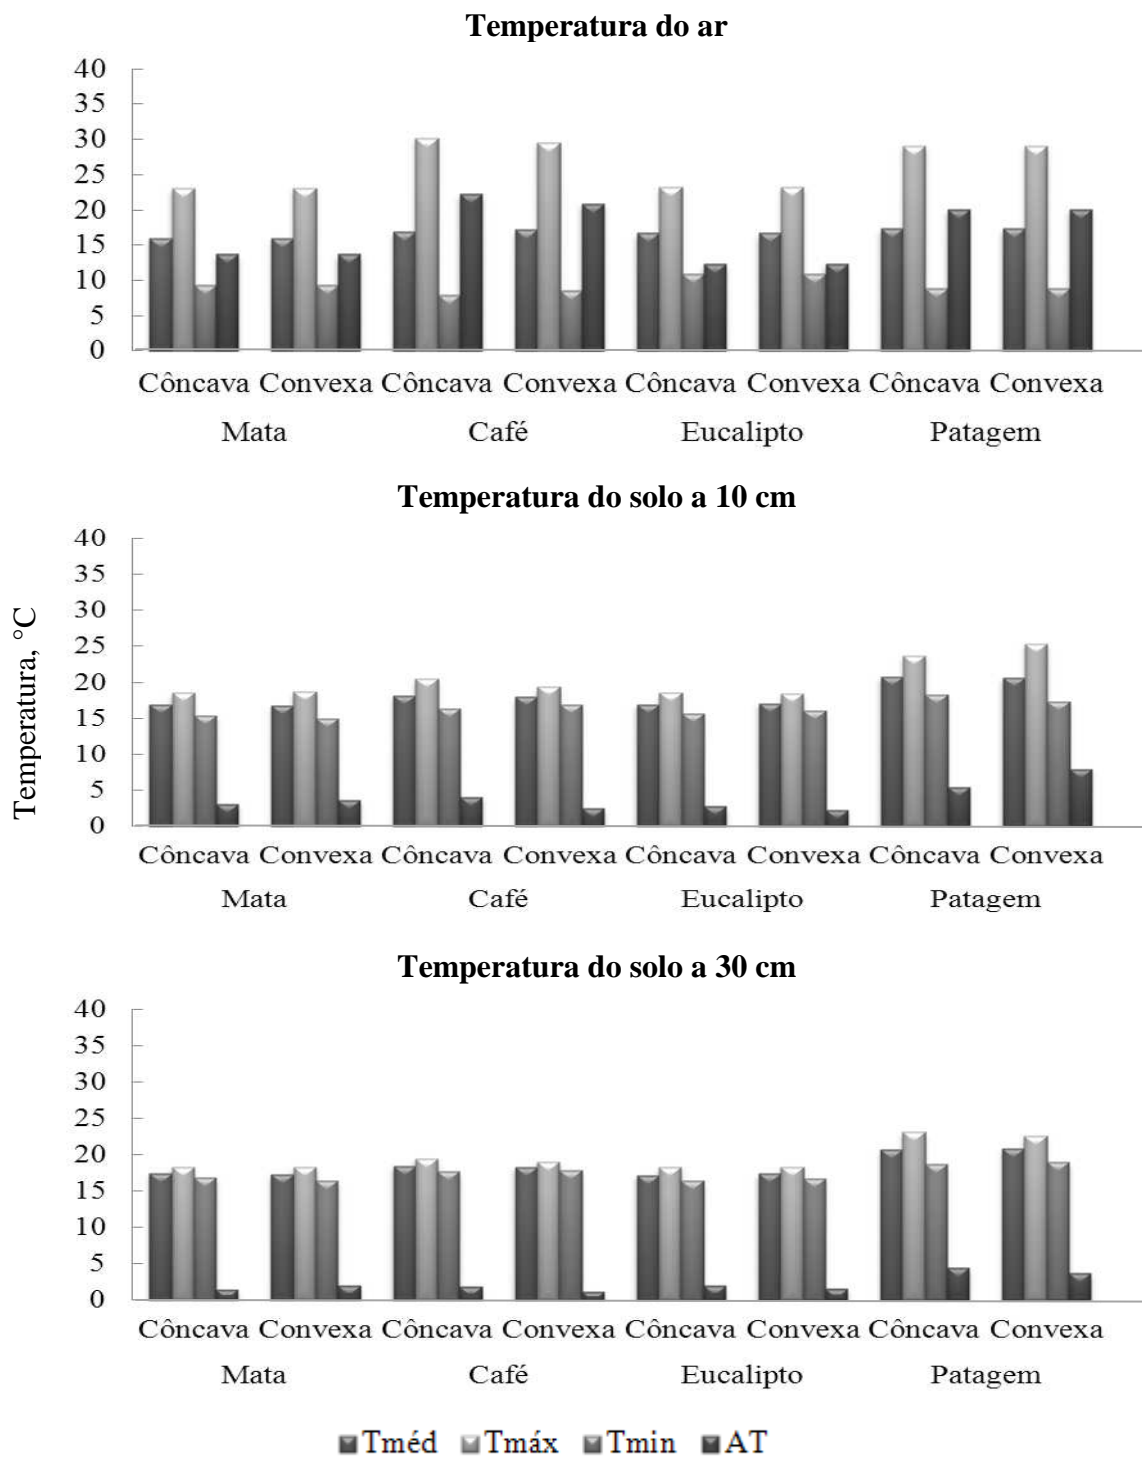 Temperatura do ar
40
35
30
25
20
15
10
5
0
Côncava Convexa Côncava Convexa Côncava Convexa Côncava Convexa
Mata Café Eucalipto Patagem
Temperatura do solo a 10 cm
Temperatura, °C
40
35
30
25
20
15
10
5
0
Côncava Convexa Côncava Convexa Côncava Convexa Côncava Convexa
Mata Café Eucalipto Patagem
Temperatura do solo a 30 cm
40
35
30
25
20
15
10
5
0
Côncava Convexa Côncava Convexa Côncava Convexa Côncava Convexa
Mata Café Eucalipto Patagem
Tméd Tmáx Tmin AT